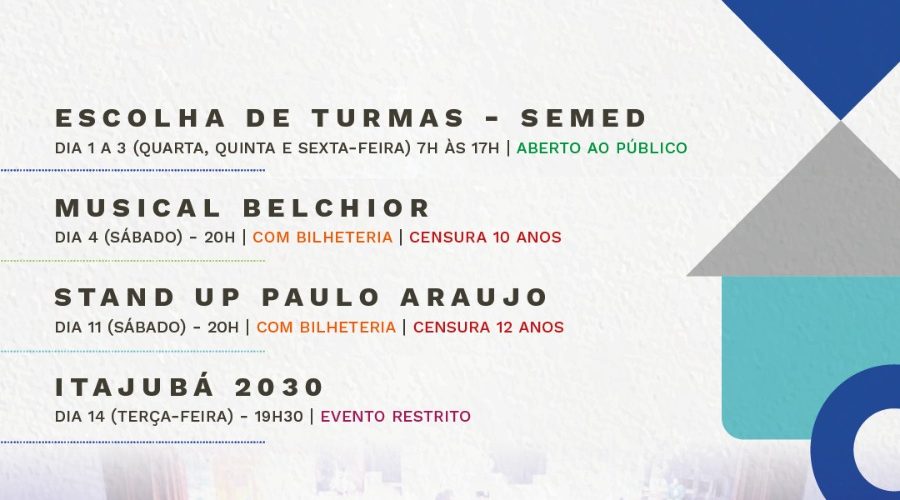 ESCOLHA DE TURMAS - SEMED
DIA 1 A 3 (QUARTA, QUINTA E SEXTA-FEIRA) 7H ÀS 17H | ABERTO AO PÚBLICO
MUSICAL BELCHIOR
DIA 4 (SÁBADO) - 20H | COM BILHETERIA | CENSURA 10 ANOS
STAND UP PAULO ARAUJO
DIA 11 (SÁBADO) - 20H | COM BILHETERIA | CENSURA 12 ANOS
ITAJUBÁ 2030
DIA 14 (TERÇA-FEIRA) - 19H30 | EVENTO RESTRITO